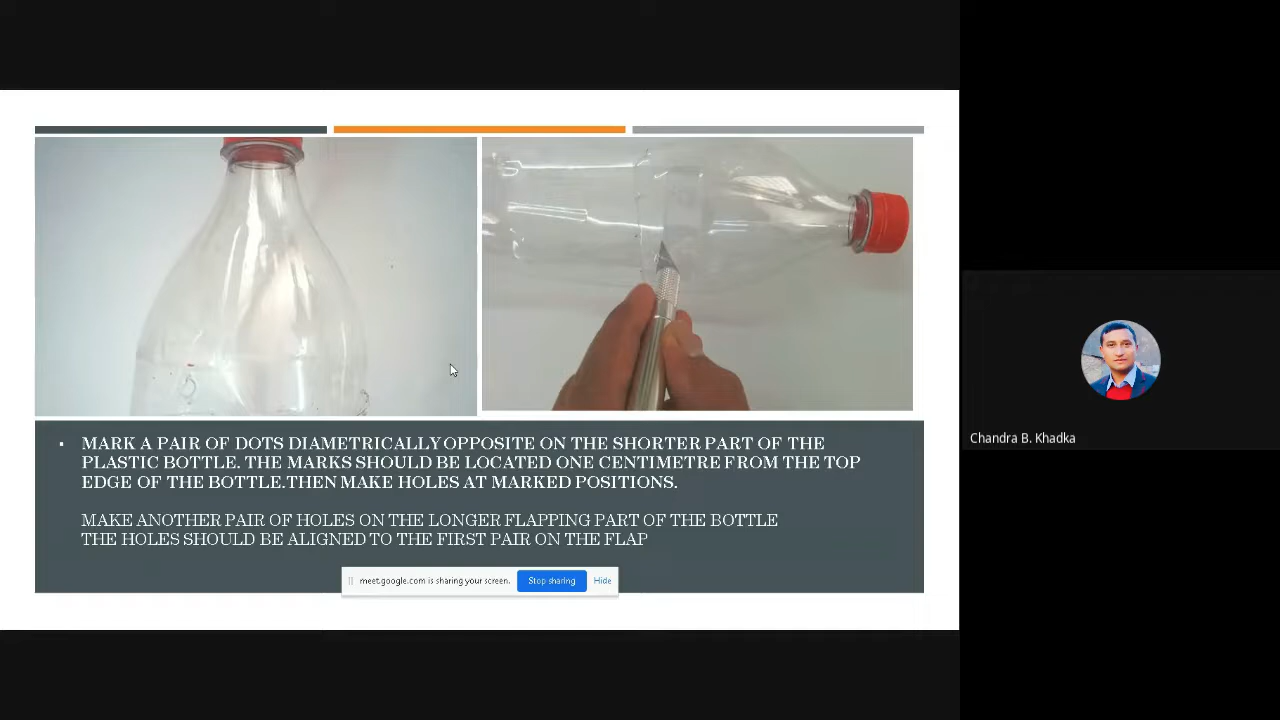 MARK A PAIR OF DOTS DIAMETRICALLY OPPOSITE ON THE SHORTER PART OF THE
PLASTIC BOTTLE. THE MARKS SHOULD BE LOCATED ONE CENTIMETRE FROM THE TOP
EDGE OF THE BOTTLE.THEN MAKE HOLES AT MARKED POSITIONS.
MAKE ANOTHER PAIR OF HOLES ON THE LONGER FLAPPING PART OF THE BOTTLE
THE HOLES SHOULD BE ALIGNED TO THE FIRST PAIR ON THE FLAP
meet.google.com is sharing your screen. Stop sharing Hide
Chandra B. Khadka